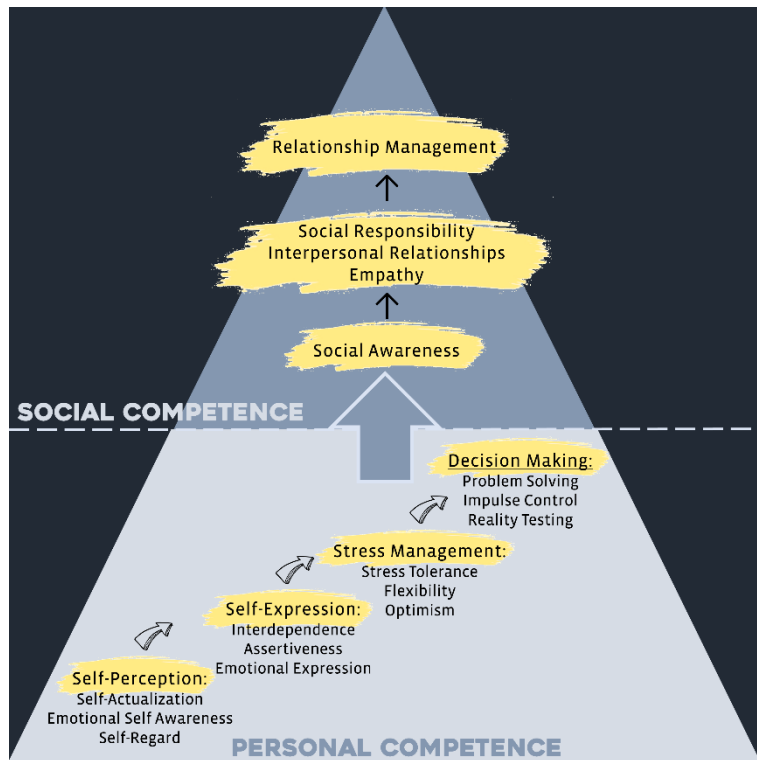 Relationship Management
Social Responsibility
Interpersonal Relationships
Empathy
Social Awareness
SOCIAL COMPETENCE
Decision Making:
Problem Solving
Impulse Control
Reality Testing
Stress Management:
Stress Tolerance
Flexibility
Optimism
Self-Expression:
Interdependence
Assertiveness
Emotional Expression
Self-Perception:
Self-Actualization
Emotional Self Awareness
Self-Regard
PERSONAL COMPETENCE